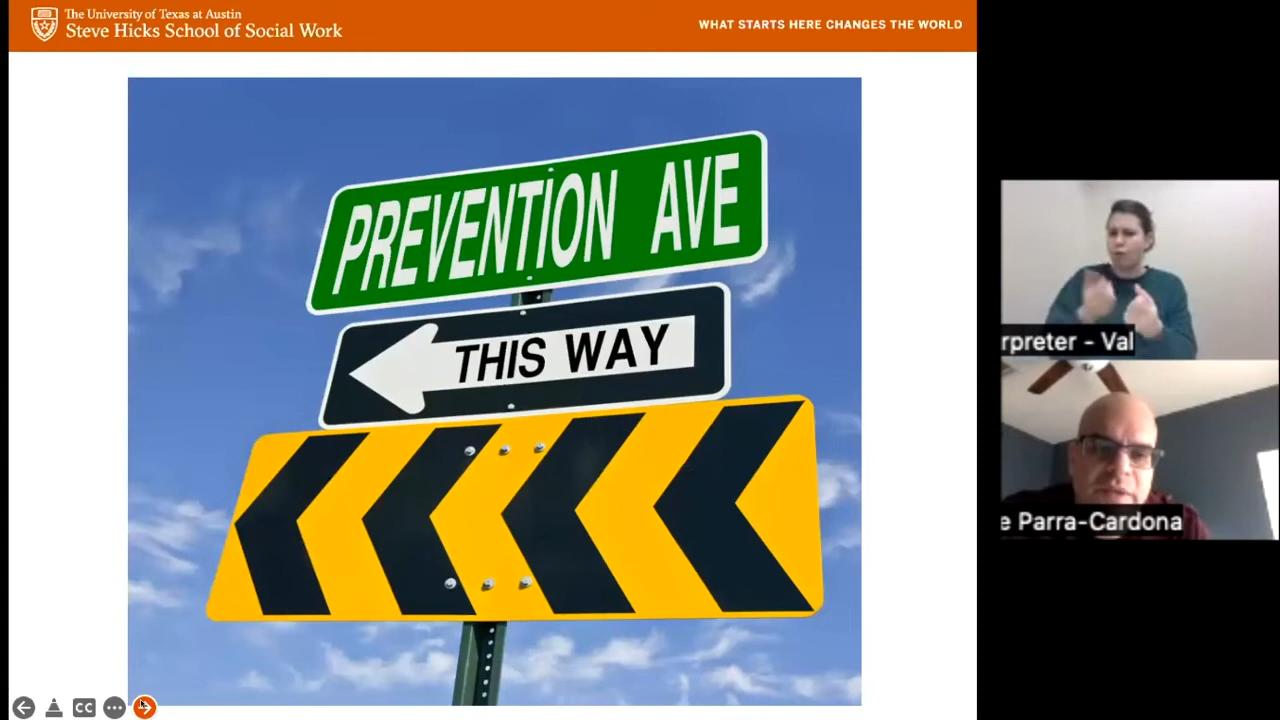 The University of Texas at Austin
Steve Hicks School of Social Work
WHAT STARTS HERE CHANGES THE WORLD
PREVENTION AVE
THIS WAY
rpreter - Val
e Parra-Cardona
CC